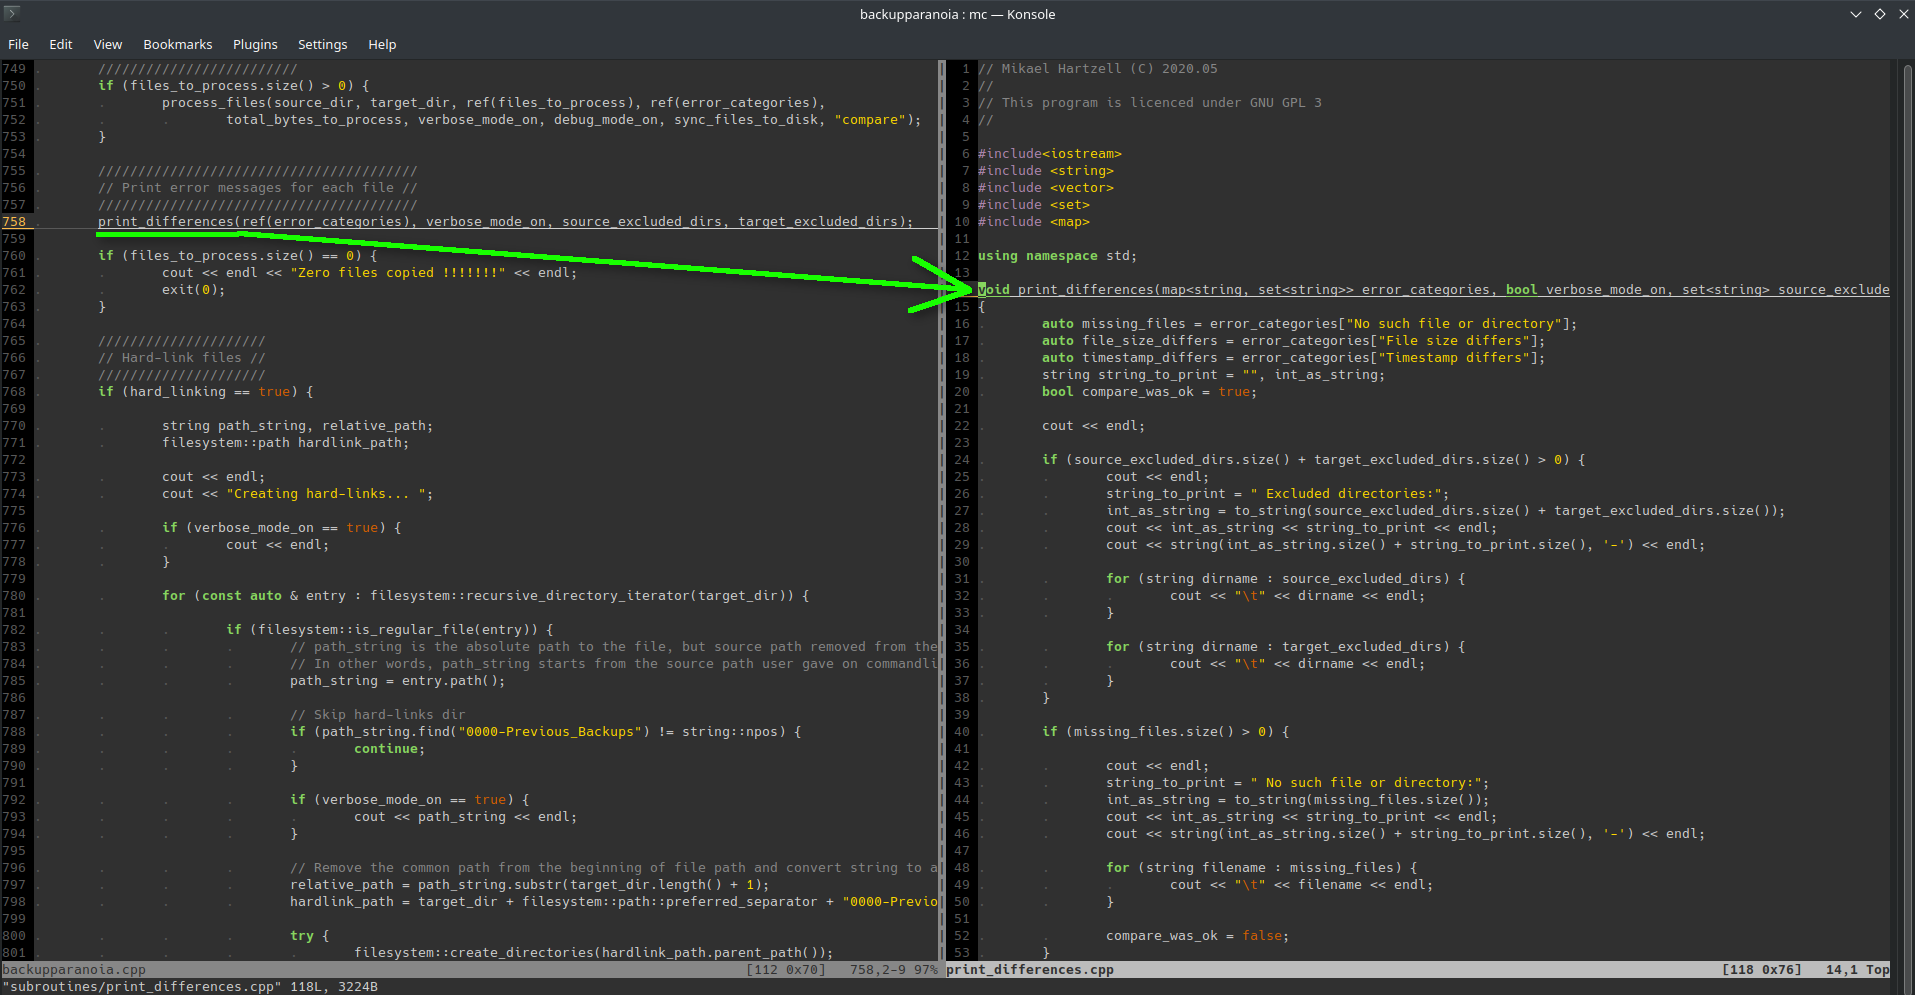 backupparanoia : mc — Konsole
File Edit View Bookmarks Plugins Settings Help
749 /////////////////////////
750 if (files_to_process.size() > 0) {
751 process_files(source_dir, target_dir, ref(files_to_process), ref(error_categories),
752 total_bytes_to_process, verbose_mode_on, debug_mode_on, sync_files_to_disk, "compare");
753 }
754
755 ////////////////////////////////////////
756 // Print error messages for each file //
757 ////////////////////////////////////////
758 print_differences(ref(error_categories), verbose_mode_on, source_excluded_dirs, target_excluded_dirs);
759
760 if (files_to_process.size() == 0) {
761 cout << endl << "Zero files copied !!!!!!!" << endl;
762 exit(0);
763 }
764
765 /////////////////////
766 // Hard-link files //
767 /////////////////////
768 if (hard_linking == true) {
769
770 string path_string, relative_path;
771 filesystem::path hardlink_path;
772
773 cout << endl;
774 cout << "Creating hard-links... ";
775
776 if (verbose_mode_on == true) {
777 cout << endl;
778 }
779
780 for (const auto & entry : filesystem::recursive_directory_iterator(target_dir)) {
781
782 if (filesystem::is_regular_file(entry)) {
783 // path_string is the absolute path to the file, but source path removed from the
784 // In other words, path_string starts from the source path user gave on commandli
785 path_string = entry.path();
786
787 // Skip hard-links dir
788 if (path_string.find("0000-Previous_Backups") != string::npos) {
789 continue;
790 }
791
792 if (verbose_mode_on == true) {
793 cout << path_string << endl;
794 }
795
796 // Remove the common path from the beginning of file path and convert string to a
797 relative_path = path_string.substr(target_dir.length() + 1);
798 hardlink_path = target_dir + filesystem::path::preferred_separator + "0000-Previo
799
800 try {
801 filesystem::create_directories(hardlink_path.parent_path());
backupparanoia.cpp [112 0x70] 758,2-9 97%
1 // Mikael Hartzell (C) 2020.05
2 //
3 // This program is licenced under GNU GPL 3
4 //
5
6 #include<iostream>
7 #include <string>
8 #include <vector>
9 #include <set>
10 #include <map>
11
12 using namespace std;
13
void print_differences(map<string, set<string>> error_categories, bool verbose_mode_on, set<string> source_exclude
15 {
16 auto missing_files = error_categories["No such file or directory"];
17 auto file_size_differs = error_categories["File size differs"];
18 auto timestamp_differs = error_categories["Timestamp differs"];
19 string string_to_print = "", int_as_string;
20 bool compare_was_ok = true;
21
22 cout << endl;
23
24 if (source_excluded_dirs.size() + target_excluded_dirs.size() > 0) {
25 cout << endl;
26 string_to_print = " Excluded directories:";
27 int_as_string = to_string(source_excluded_dirs.size() + target_excluded_dirs.size());
28 cout << int_as_string << string_to_print << endl;
29 cout << string(int_as_string.size() + string_to_print.size(), '-') << endl;
30
31 for (string dirname : source_excluded_dirs) {
32 cout << "\t" << dirname << endl;
33 }
34
35 for (string dirname : target_excluded_dirs) {
36 cout << "\t" << dirname << endl;
37 }
38 }
39
40 if (missing_files.size() > 0) {
41
42 cout << endl;
43 string_to_print = " No such file or directory:";
44 int_as_string = to_string(missing_files.size());
45 cout << int_as_string << string_to_print << endl;
46 cout << string(int_as_string.size() + string_to_print.size(), '-') << endl;
47
48 for (string filename : missing_files) {
49 cout << "\t" << filename << endl;
50 }
51
52 compare_was_ok = false;
53 }
print_differences.cpp [118 0x76] 14,1 Top
"subroutines/print_differences.cpp" 118L, 3224B